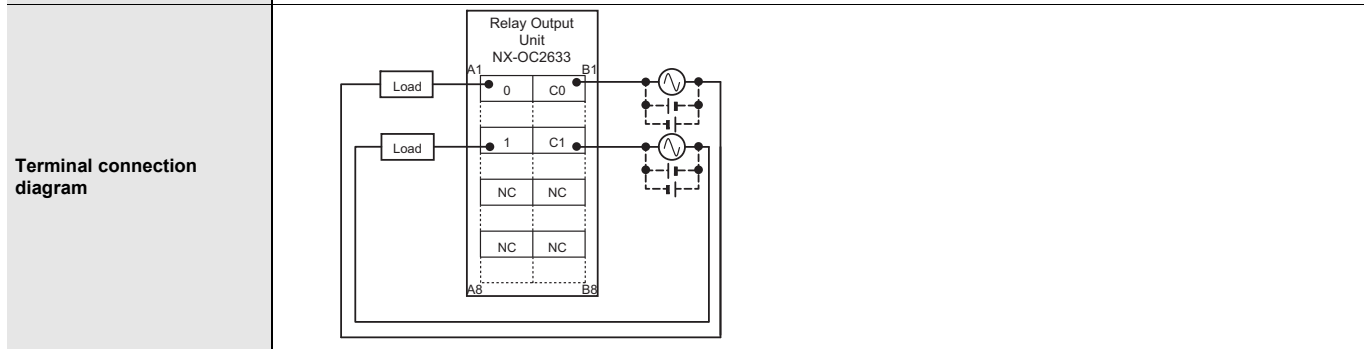 Terminal connection
diagram
Relay Output
Unit
NX-OC2633
A1 B1
Load 0 C0
Load 1 C1
NC NC
NC NC
A8 B8